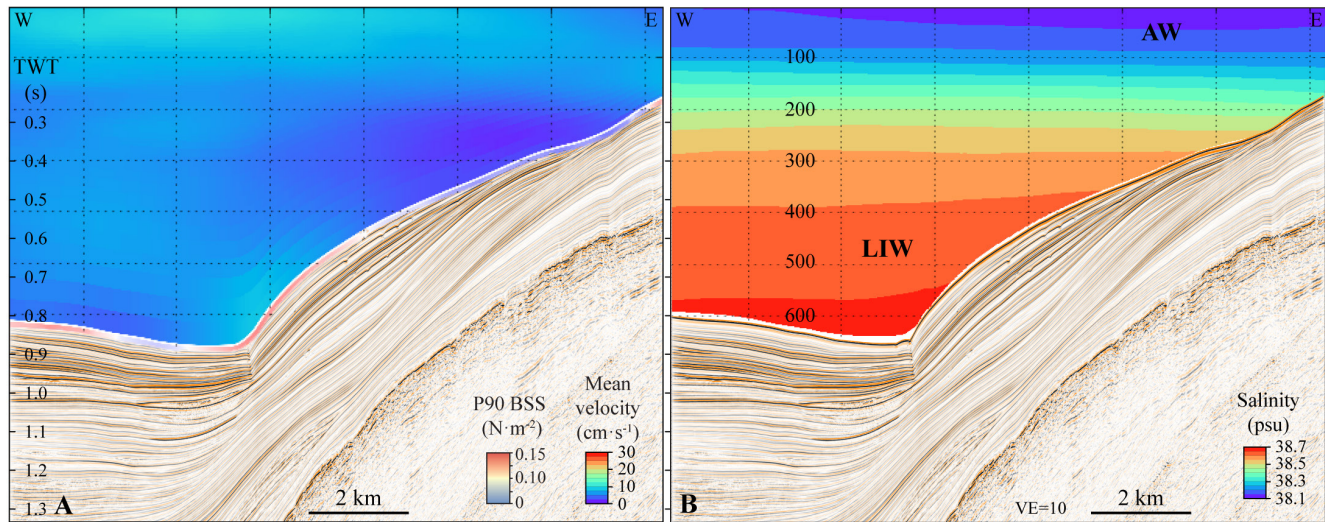 W
E
TWT
(s)
0.3
0.4
0.5
0.6
0.7
0.8
0.9
1.0
1.1
1.2
1.3
A
P90 BSS
(N·m⁻²)
0.15
0.10
0
Mean
velocity
(cm·s⁻¹)
30
20
10
0
2 km
W
E
AW
100
200
300
400
500
600
LIW
Salinity
(psu)
38.7
38.5
38.3
38.1
B
VE=10
2 km